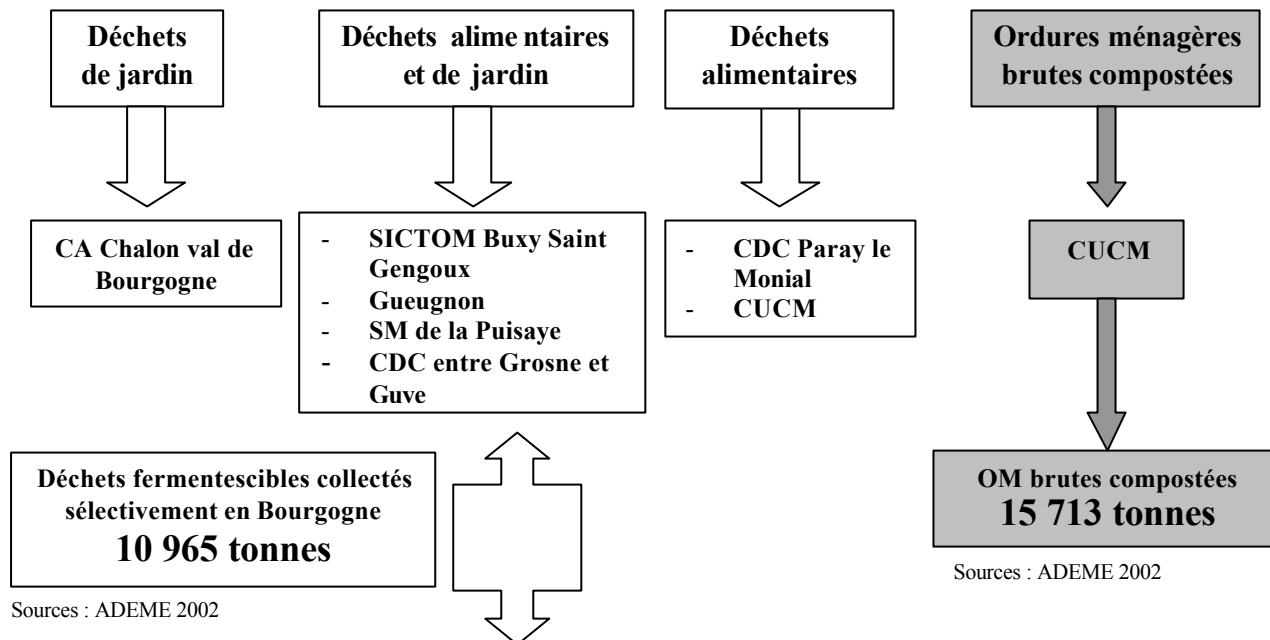 Déchets
de jardin
Déchets alime ntaires
et de jardin
Déchets
alimentaires
Ordures ménagères
brutes compostées
CA Chalon val de
Bourgogne
- SICTOM Buxy Saint
Gengoux
- Gueugnon
- SM de la Puisaye
- CDC entre Grosne et
Guve
- CDC Paray le
Monial
- CUCM
CUCM
Déchets fermentescibles collectés
sélectivement en Bourgogne
10 965 tonnes
Sources : ADEME 2002
OM brutes compostées
15 713 tonnes
Sources : ADEME 2002